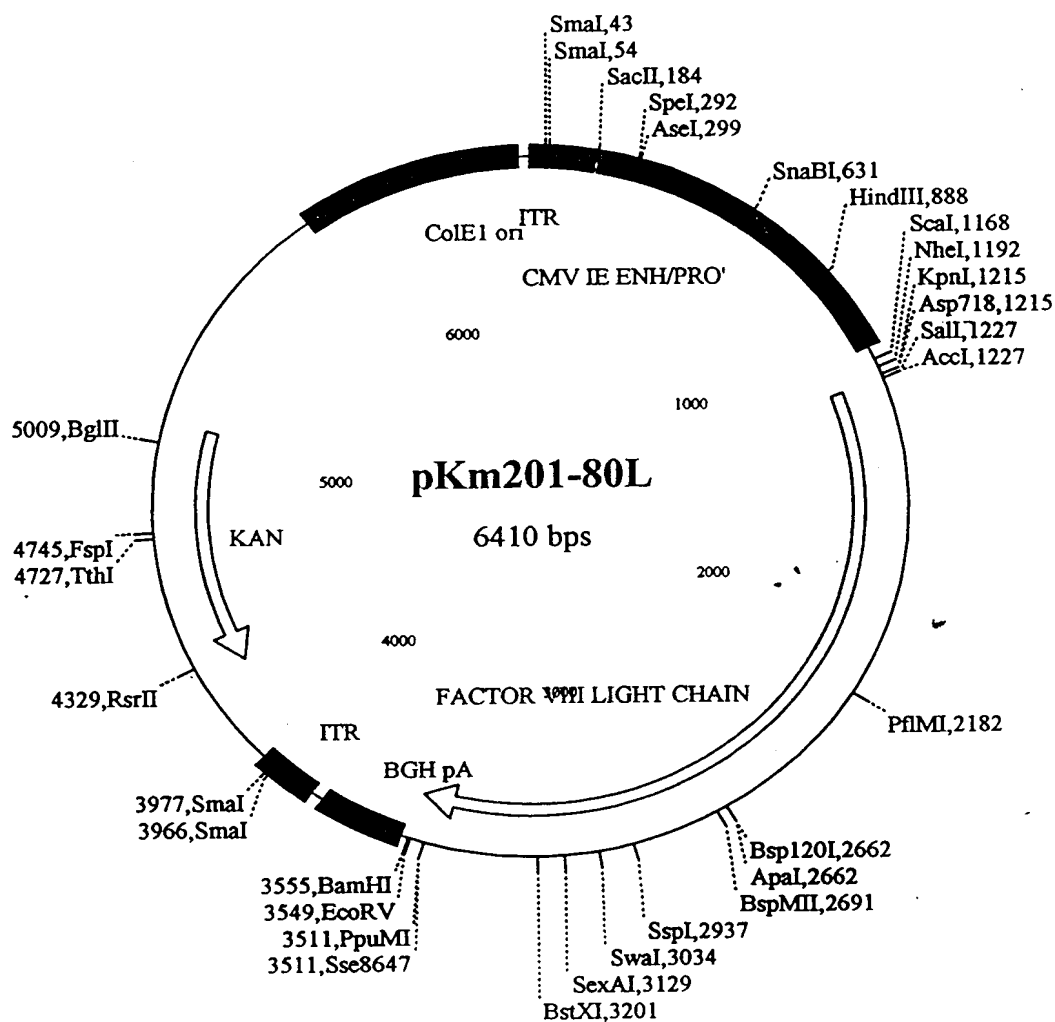 SmaI,43
SmaI,54
SacII,184
SpeI,292
AseI,299
SnaBI,631
HindIII,888
ScaI,1168
NheI,1192
KpnI,1215
Asp718,1215
SalI,1227
AccI,1227
ITR
ColE1 ori
CMV IE ENH/PRO'
6000
1000
5009,BglII
5000
pKm201-80L
6410 bps
KAN
4745,FspI
4727,TthI
2000
4000
4329,RsrII
FACTOR VIII LIGHT CHAIN
3000
PflMI,2182
ITR
BGH pA
3977,SmaI
3966,SmaI
Bsp120I,2662
ApaI,2662
BspMII,2691
3555,BamHI
3549,EcoRV
3511,PpuMI
3511,Sse8647
SspI,2937
SwaI,3034
SexAI,3129
BstXI,3201